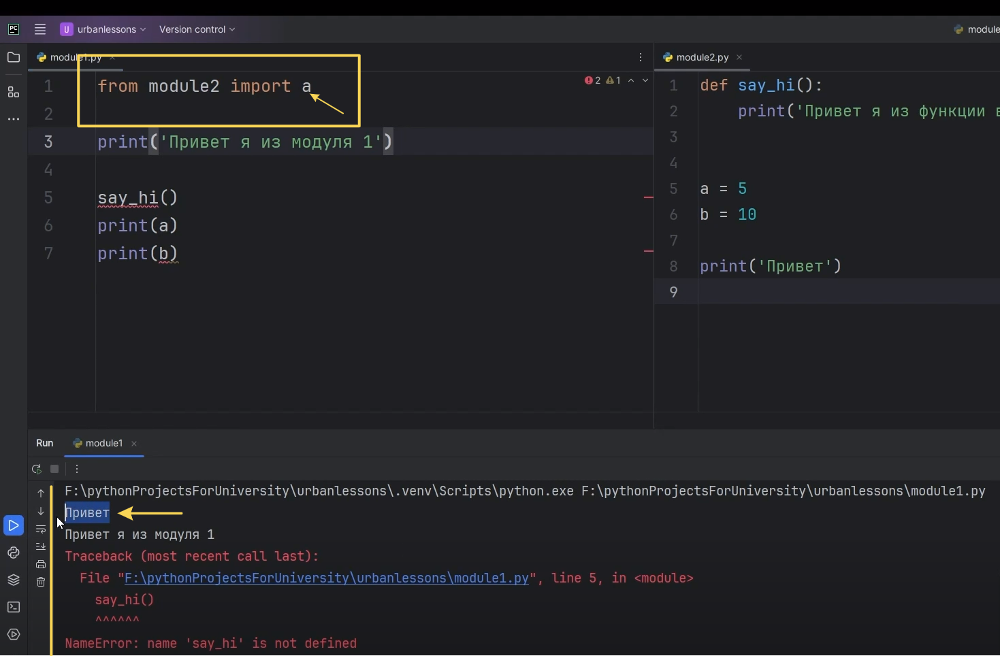 PC
U urbanlessons Version control
module
module1.py
2 1
1 from module2 import a
2
3 print('Привет я из модуля 1')
4
5 say_hi()
6 print(a)
7 print(b)
module2.py
1 def say_hi():
2 print('Привет я из функции в
3
4
5 a = 5
6 b = 10
7
8 print('Привет')
9
Run module1
F:\pythonProjectsForUniversity\urbanlessons\.venv\Scripts\python.exe F:\pythonProjectsForUniversity\urbanlessons\module1.py
Привет
Привет я из модуля 1
Traceback (most recent call last):
File "F:\pythonProjectsForUniversity\urbanlessons\module1.py", line 5, in <module>
say_hi()
^^^^^^
NameError: name 'say_hi' is not defined